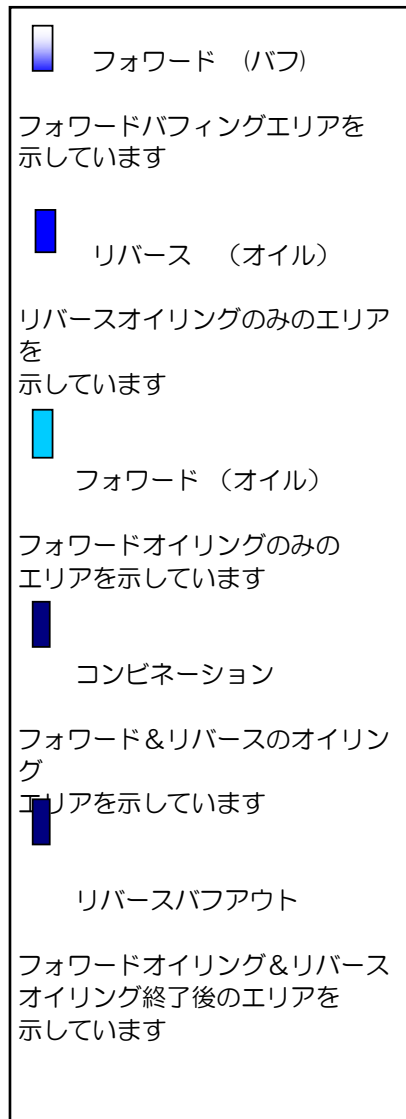 フォワード (バフ)
フォワードバフィングエリアを
示しています
リバース (オイル)
リバースオイリングのみのエリア
を
示しています
フォワード (オイル)
フォワードオイリングのみの
エリアを示しています
コンビネーション
フォワード＆リバースのオイリン
グ
エリアを示しています
リバースバフアウト
フォワードオイリング＆リバース
オイリング終了後のエリアを
示しています